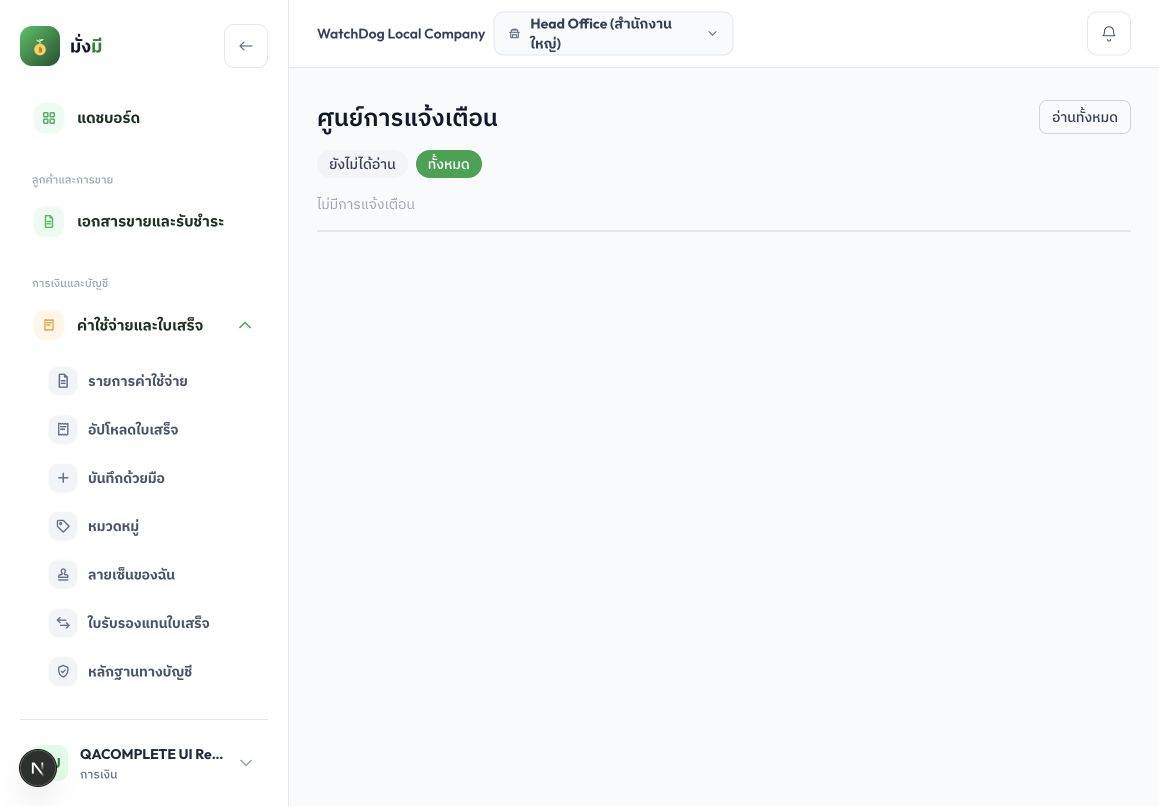 มั่งมี
แดชบอร์ด
ลูกค้าและการขาย
เอกสารขายและรับชำระ
การเงินและบัญชี
ค่าใช้จ่ายและใบเสร็จ
รายการค่าใช้จ่าย
อัปโหลดใบเสร็จ
บันทึกด้วยมือ
หมวดหมู่
ลายเซ็นของฉัน
ใบรับรองแทนใบเสร็จ
หลักฐานทางบัญชี
QACOMPLETE UI Re...
การเงิน
N
WatchDog Local Company
Head Office (สำนักงาน
ใหญ่)
ศูนย์การแจ้งเตือน
อ่านทั้งหมด
ยังไม่ได้อ่าน
ทั้งหมด
ไม่มีการแจ้งเตือน